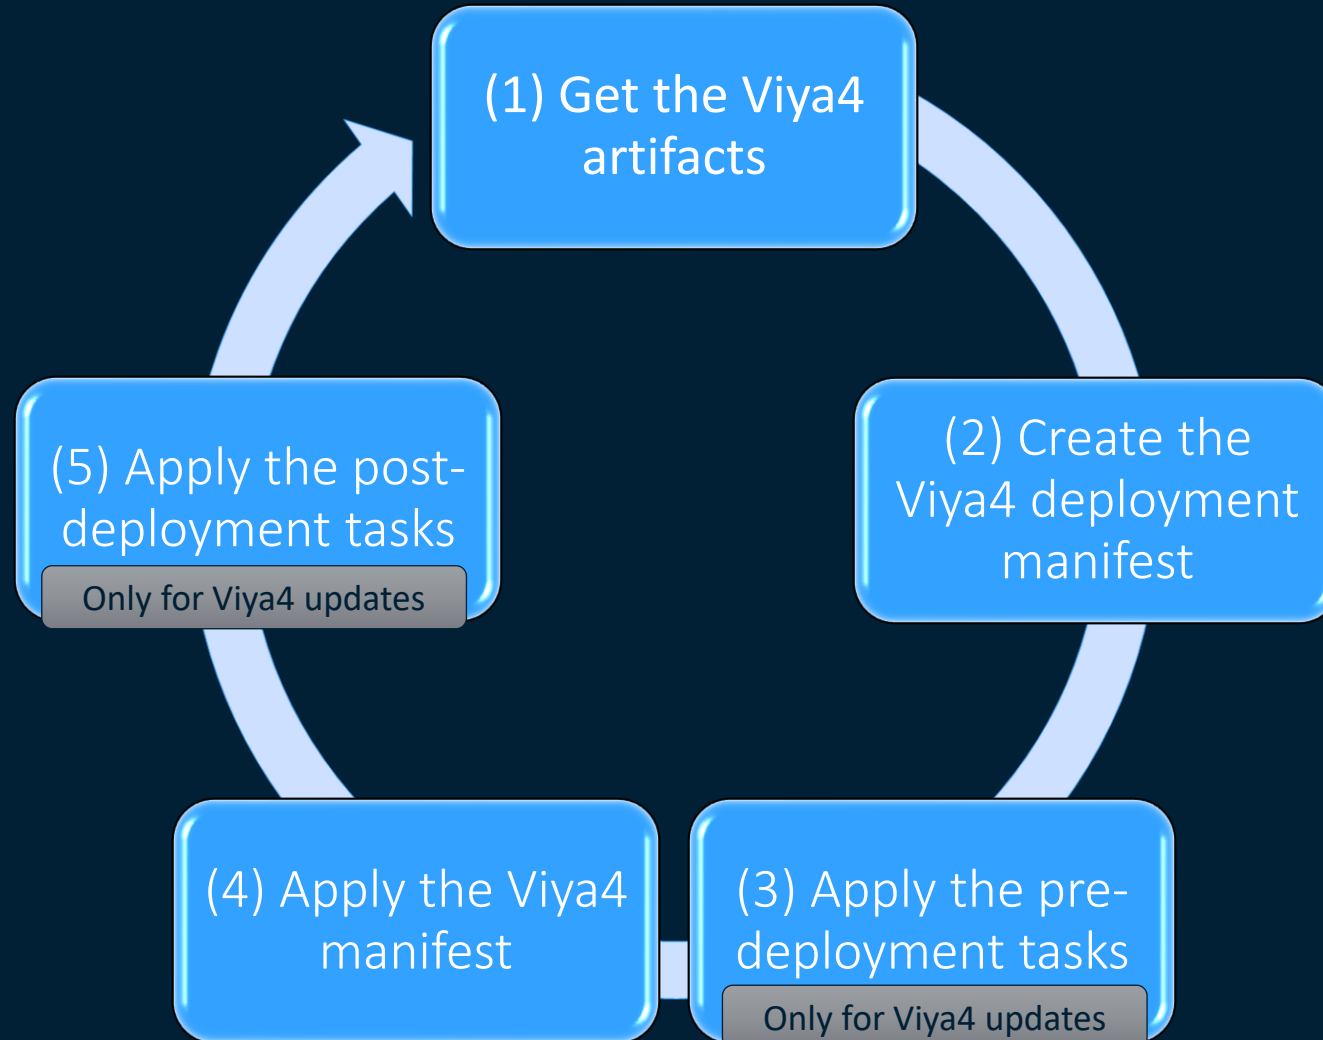 (1) Get the Viya4
artifacts
(2) Create the
Viya4 deployment
manifest
(3) Apply the pre-
deployment tasks
Only for Viya4 updates
(4) Apply the Viya4
manifest
(5) Apply the post-
deployment tasks
Only for Viya4 updates